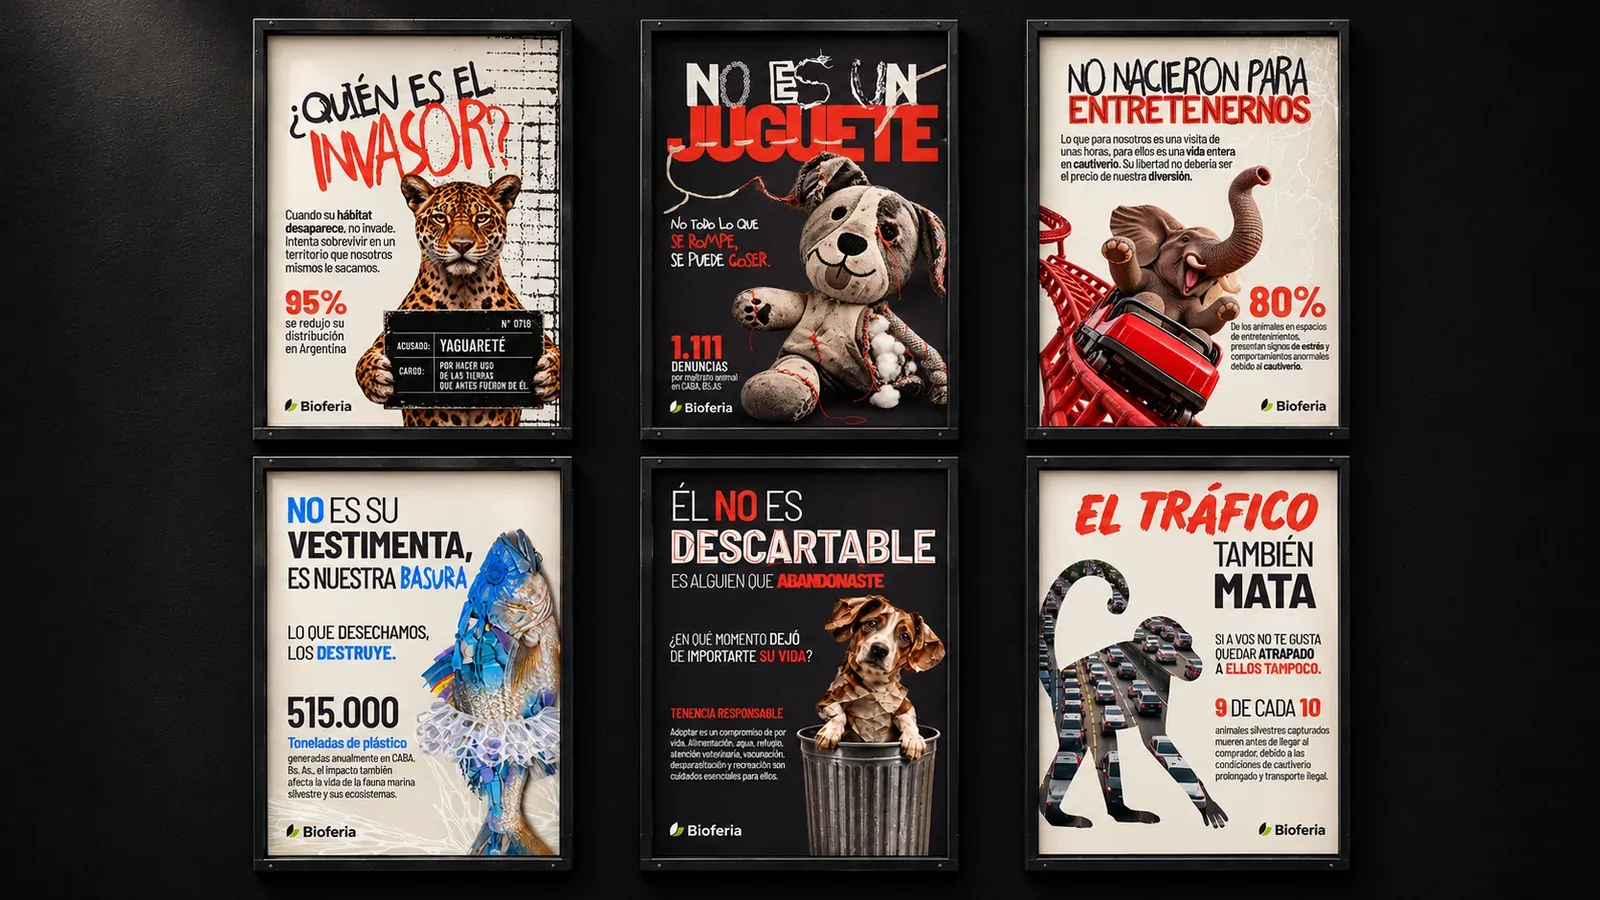 ¿QUIÉN ES EL
INVASOR?
Cuando su hábitat
desaparece, no invade.
Intenta sobrevivir en un
territorio que nosotros
mismos le sacamos.
95%
se redujo su
distribución
en Argentina
N° 0716
ACUSADO: YAGUARETÉ
CARGO: POR HACER USO
DE LAS TIERRAS
QUE ANTES FUERON DE ÉL.
Bioferia
NO ES UN
JUGUETE
NO TODO LO QUE
SE ROMPE,
SE PUEDE COSER.
1.111
DENUNCIAS
por maltrato animal
en CABA, BS.AS
Bioferia
NO NACIERON PARA
ENTRETENERNOS
Lo que para nosotros es una visita de
unas horas, para ellos es una vida entera
en cautiverio. Su libertad no debería ser
el precio de nuestra diversión.
80%
De los animales en espacios
de entretenimientos,
presentan signos de estrés y
comportamientos anormales
debido al cautiverio.
Bioferia
NO ES SU
VESTIMENTA,
ES NUESTRA BASURA
LO QUE DESECHAMOS,
LOS DESTRUYE.
515.000
Toneladas de plástico
generadas anualmente en CABA.
Bs. As., el impacto también
afecta la vida de la fauna marina
silvestre y sus ecosistemas.
Bioferia
ÉL NO ES
DESCARTABLE
ES ALGUIEN QUE ABANDONASTE
¿EN QUÉ MOMENTO DEJÓ
DE IMPORTARTE SU VIDA?
TENENCIA RESPONSABLE
Adoptar es un compromiso de por
vida. Alimentación, agua, refugio,
atención veterinaria, vacunación,
desparasitación y recreación son
cuidados esenciales para ellos.
Bioferia
EL TRÁFICO
TAMBIÉN
MATA
SI A VOS NO TE GUSTA
QUEDAR ATRAPADO
A ELLOS TAMPOCO.
9 DE CADA 10
animales silvestres capturados
mueren antes de llegar al
comprador, debido a las
condiciones de cautiverio
prolongado y transporte ilegal.
Bioferia